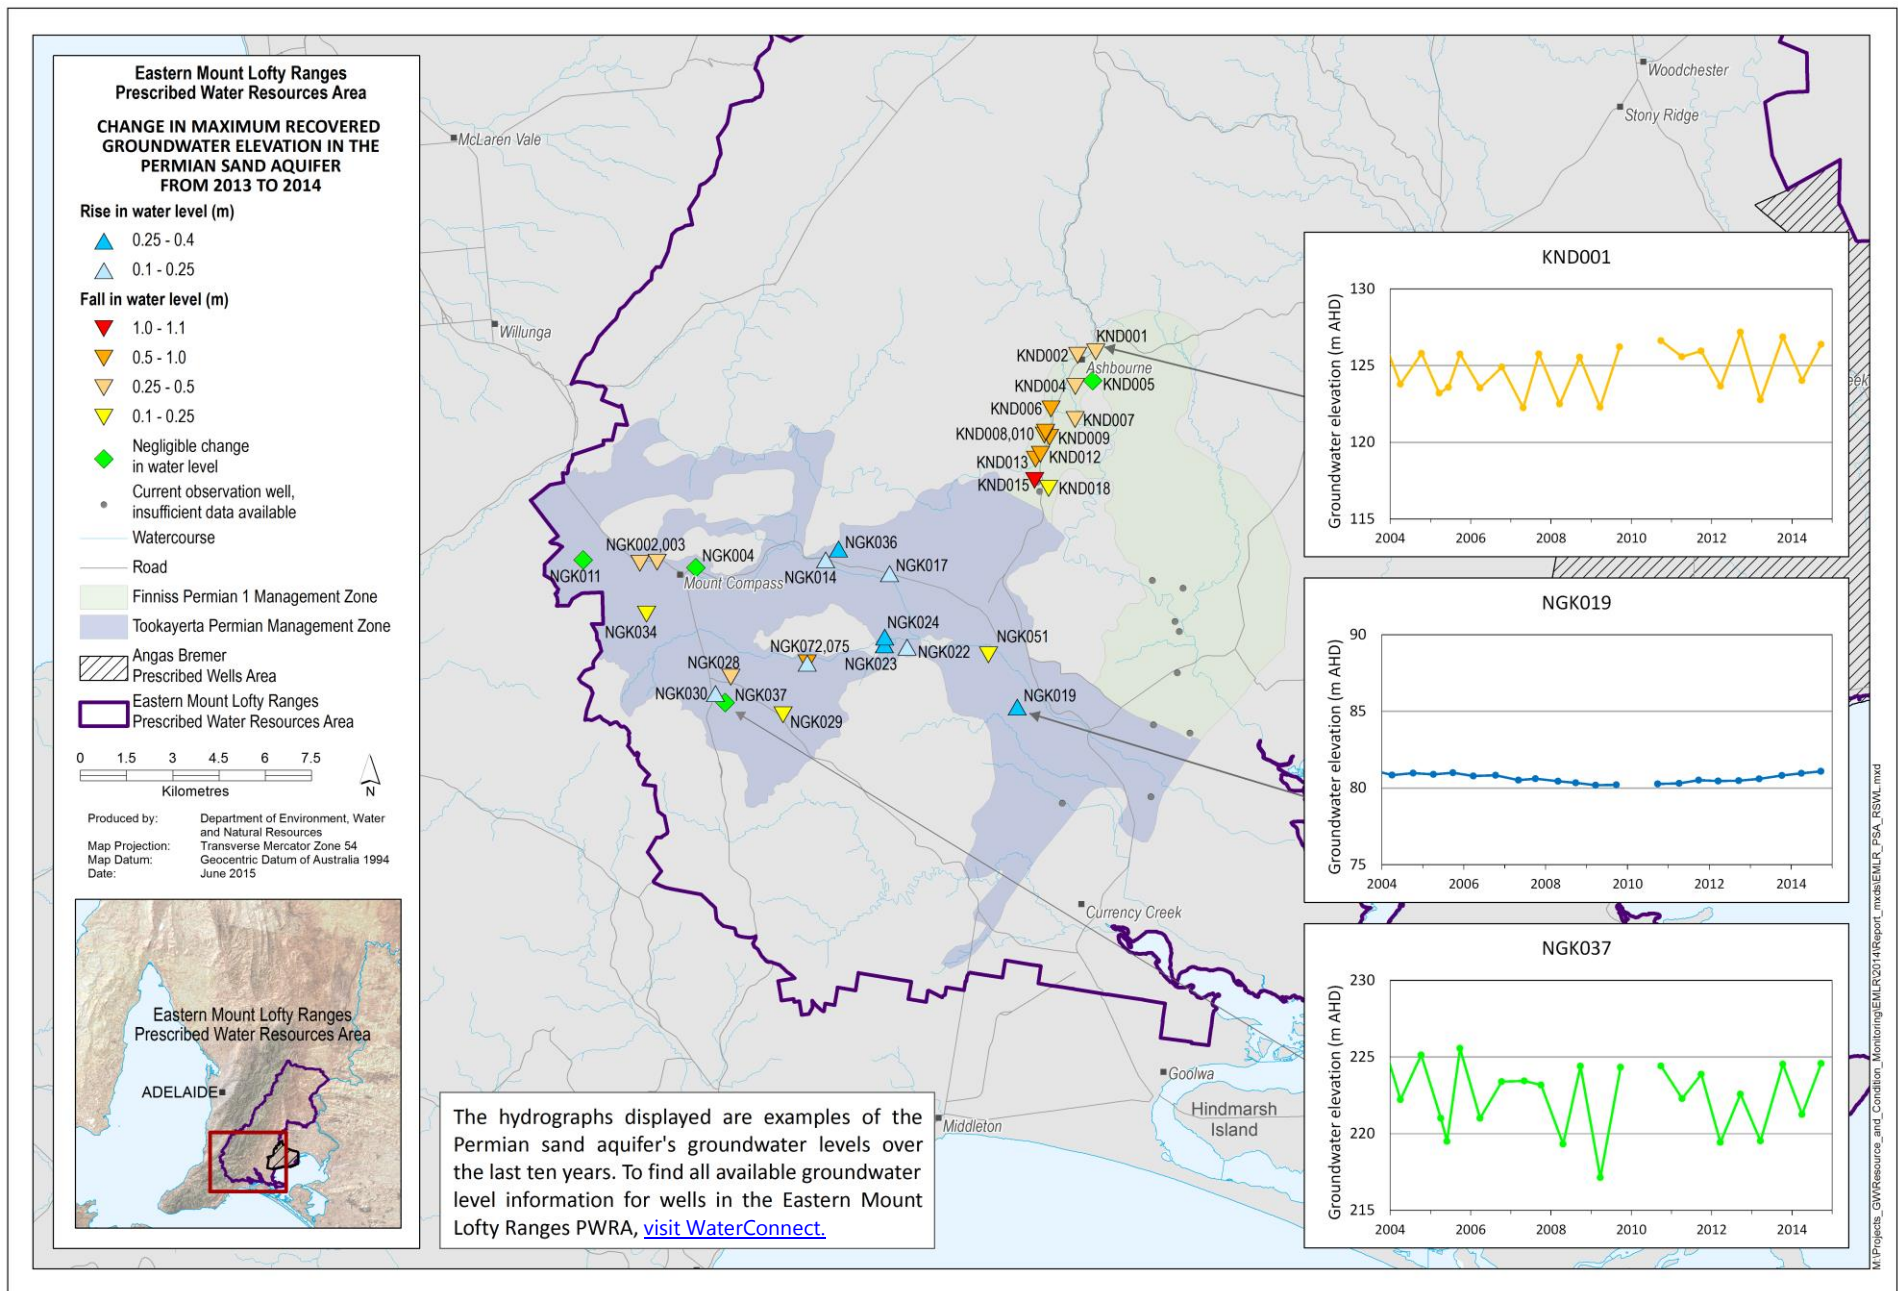 Eastern Mount Lofty Ranges
Prescribed Water Resources Area
CHANGE IN MAXIMUM RECOVERED
GROUNDWATER ELEVATION IN THE
PERMIAN SAND AQUIFER
FROM 2013 TO 2014
Rise in water level (m)
0.25 - 0.4
0.1 - 0.25
Fall in water level (m)
1.0 - 1.1
0.5 - 1.0
0.25 - 0.5
0.1 - 0.25
Negligible change
in water level
Current observation well,
insufficient data available
Watercourse
Road
Finniss Permian 1 Management Zone
Tookayerta Permian Management Zone
Angas Bremer
Prescribed Wells Area
Eastern Mount Lofty Ranges
Prescribed Water Resources Area
0 1.5 3 4.5 6 7.5
Kilometres
N
Produced by: Department of Environment, Water
and Natural Resources
Map Projection: Transverse Mercator Zone 54
Map Datum: Geocentric Datum of Australia 1994
Date: June 2015
Eastern Mount Lofty Ranges
Prescribed Water Resources Area
ADELAIDE
McLaren Vale
Willunga
Woodchester
Stony Ridge
KND001
KND002
Ashbourne
KND004
KND005
KND006
KND007
KND008,010
KND009
KND012
KND013
KND015
KND018
NGK002,003
NGK004
NGK036
NGK011
Mount Compass
NGK014
NGK017
NGK034
NGK024
NGK051
NGK072,075
NGK023
NGK022
NGK028
NGK030
NGK037
NGK019
NGK029
Currency Creek
Goolwa
Hindmarsh
Island
Middleton
eek
The hydrographs displayed are examples of the
Permian sand aquifer's groundwater levels over
the last ten years. To find all available groundwater
level information for wells in the Eastern Mount
Lofty Ranges PWRA, visit WaterConnect.
KND001
Groundwater elevation (m AHD)
130
125
120
115
2004 2006 2008 2010 2012 2014
NGK019
Groundwater elevation (m AHD)
90
85
80
75
2004 2006 2008 2010 2012 2014
NGK037
Groundwater elevation (m AHD)
230
225
220
215
2004 2006 2008 2010 2012 2014
M:\Projects_GW\Resource_and_Condition_Monitoring\EMLR\2014\Report_mxds\EMLR_PSA_RSWL.mxd